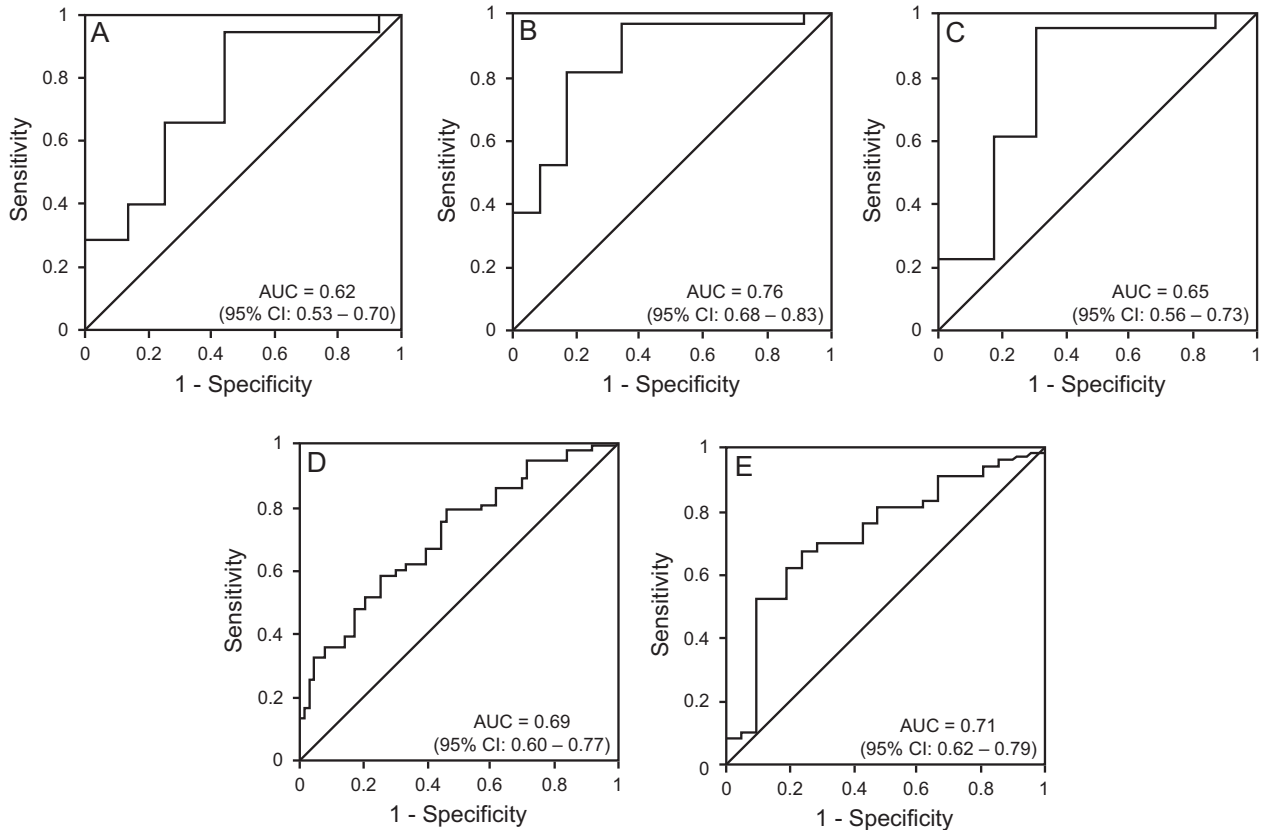 A
Sensitivity
1
0.8
0.6
0.4
0.2
0
AUC = 0.62
(95% CI: 0.53 – 0.70)
0 0.2 0.4 0.6 0.8 1
1 - Specificity
B
Sensitivity
1
0.8
0.6
0.4
0.2
0
AUC = 0.76
(95% CI: 0.68 – 0.83)
0 0.2 0.4 0.6 0.8 1
1 - Specificity
C
Sensitivity
1
0.8
0.6
0.4
0.2
0
AUC = 0.65
(95% CI: 0.56 – 0.73)
0 0.2 0.4 0.6 0.8 1
1 - Specificity
D
Sensitivity
1
0.8
0.6
0.4
0.2
0
AUC = 0.69
(95% CI: 0.60 – 0.77)
0 0.2 0.4 0.6 0.8 1
1 - Specificity
E
Sensitivity
1
0.8
0.6
0.4
0.2
0
AUC = 0.71
(95% CI: 0.62 – 0.79)
0 0.2 0.4 0.6 0.8 1
1 - Specificity